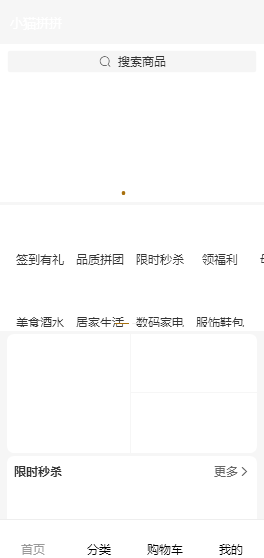 小猫拼拼
搜索商品
签到有礼 品质拼团 限时秒杀 领福利
美食酒水 居家生活 数码家电 服饰鞋包
限时秒杀 更多
首页 分类 购物车 我的